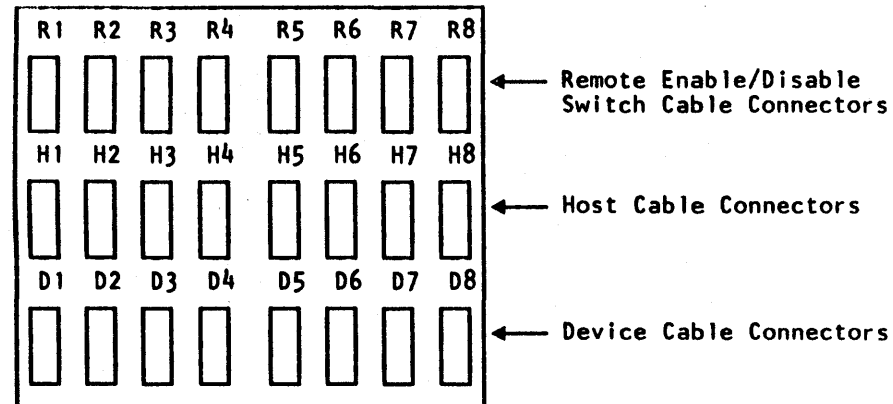 R1 R2 R3 R4 R5 R6 R7 R8
Remote Enable/Disable
Switch Cable Connectors
H1 H2 H3 H4 H5 H6 H7 H8
Host Cable Connectors
D1 D2 D3 D4 D5 D6 D7 D8
Device Cable Connectors